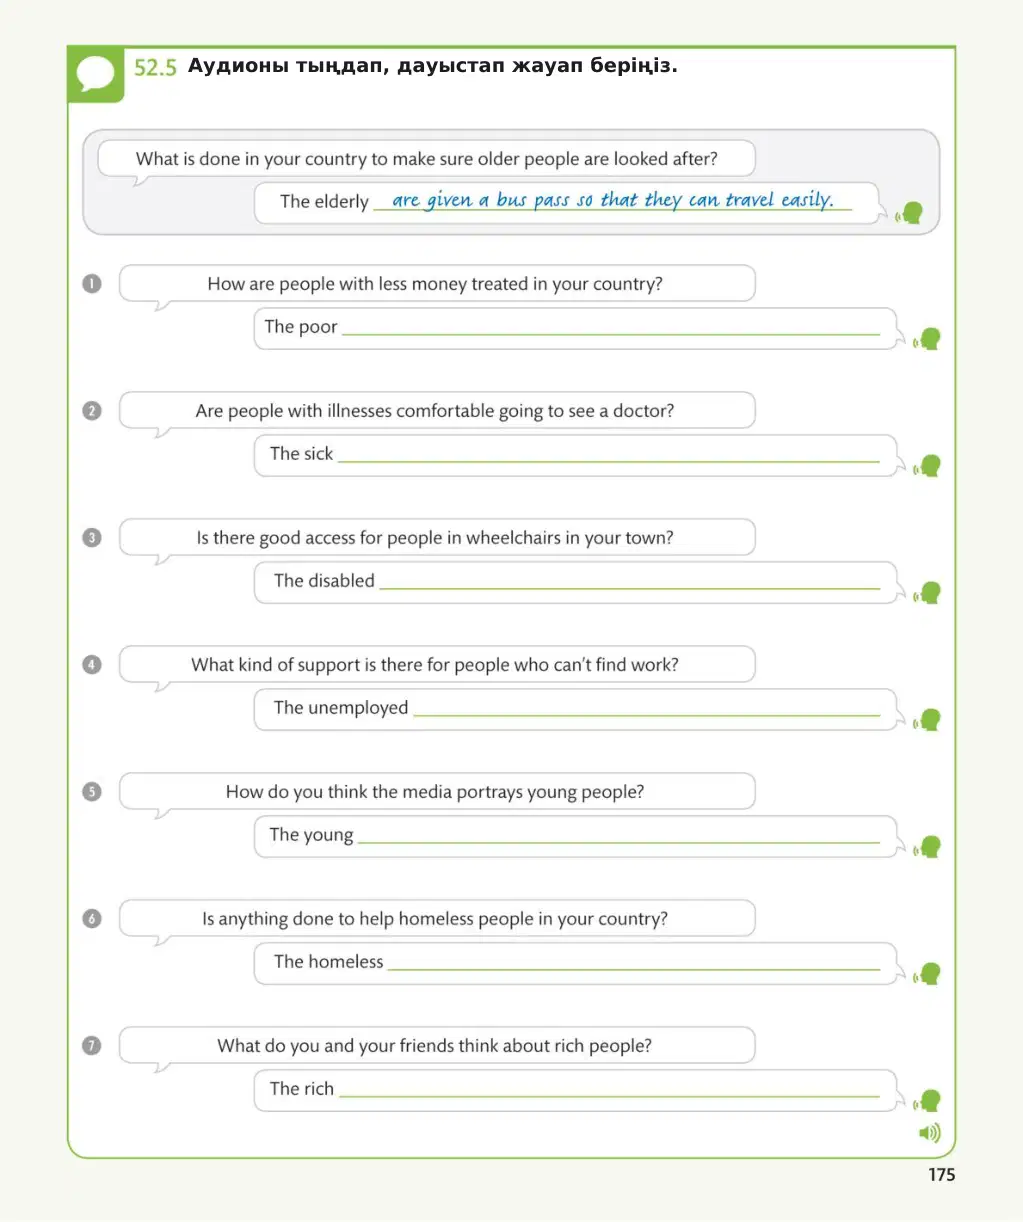 52.5 Аудионы тыңдап, дауыстап жауап беріңіз.
What is done in your country to make sure older people are looked after?
The elderly are given a bus pass so that they can travel easily.
1 How are people with less money treated in your country?
The poor
2 Are people with illnesses comfortable going to see a doctor?
The sick
3 Is there good access for people in wheelchairs in your town?
The disabled
4 What kind of support is there for people who can't find work?
The unemployed
5 How do you think the media portrays young people?
The young
6 Is anything done to help homeless people in your country?
The homeless
7 What do you and your friends think about rich people?
The rich
175